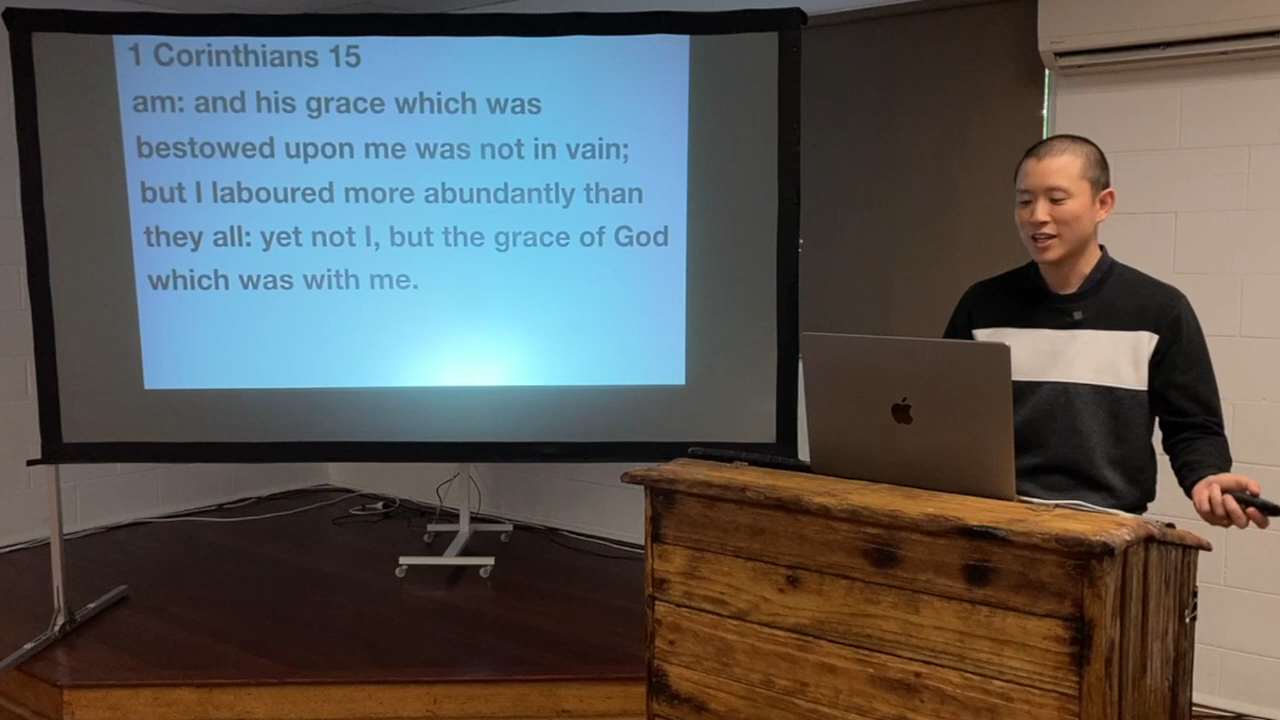 1 Corinthians 15
am: and his grace which was
bestowed upon me was not in vain;
but I laboured more abundantly than
they all: yet not I, but the grace of God
which was with me.